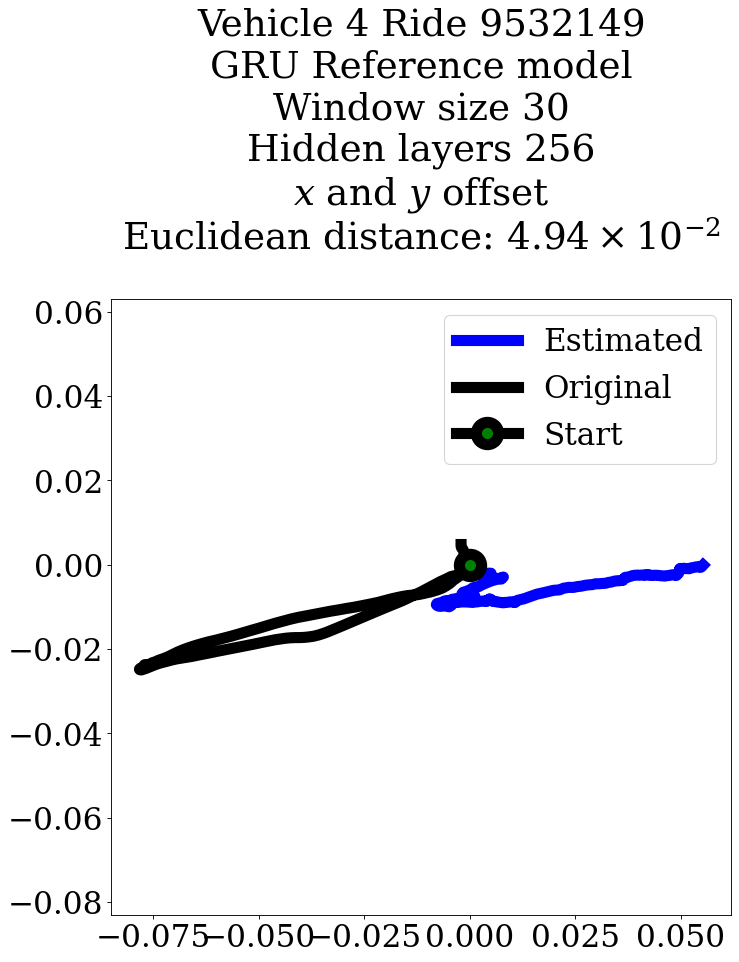 Vehicle 4 Ride 9532149
GRU Reference model
Window size 30
Hidden layers 256
x and y offset
Euclidean distance: 4.94 × 10⁻²
0.06
Estimated
0.04
Original
Start
0.02
0.00
−0.02
−0.04
−0.06
−0.08
−0.075 −0.050 −0.025 0.000 0.025 0.050